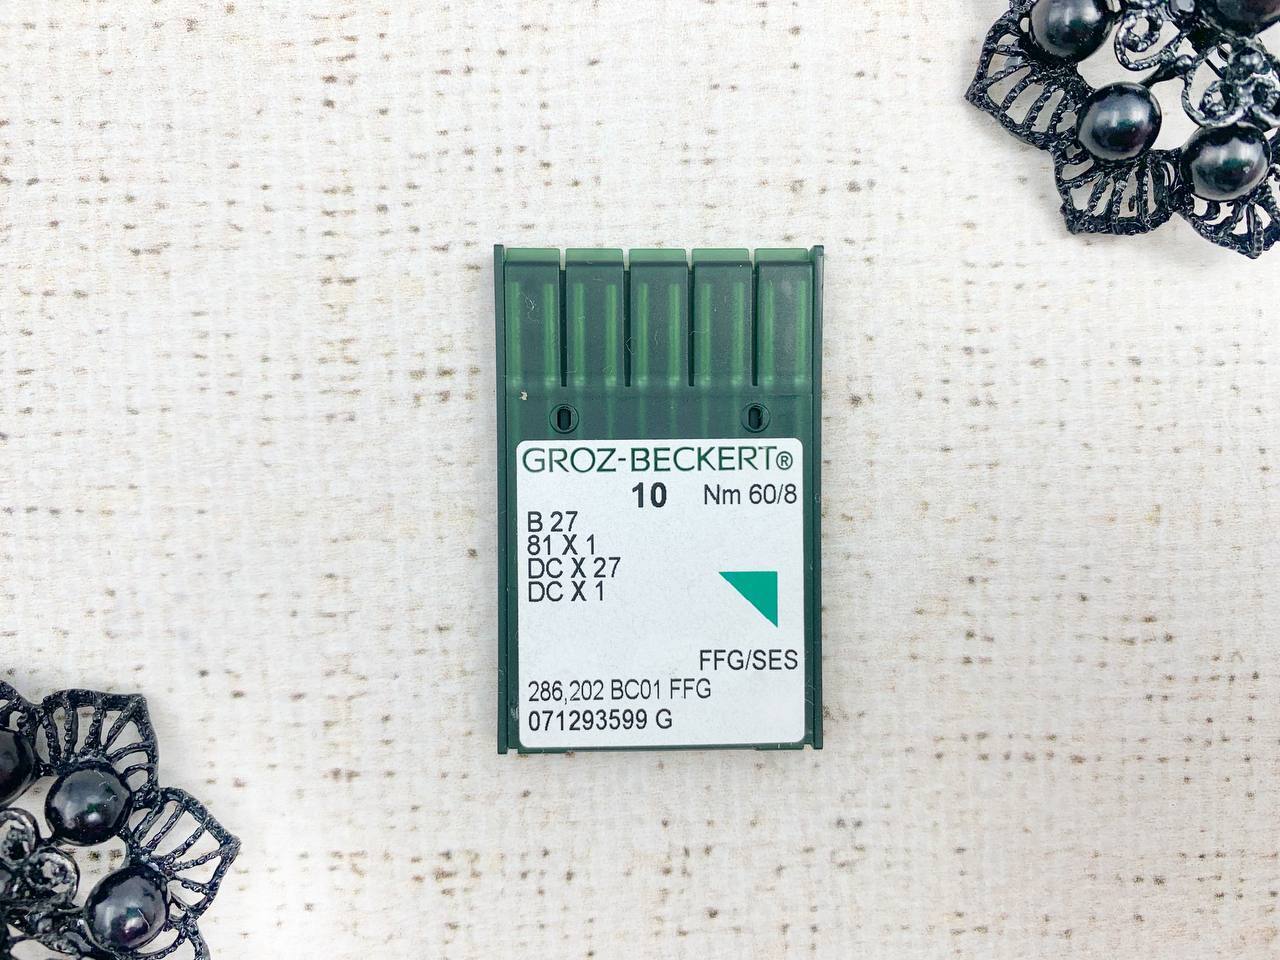 GROZ-BECKERT®
10 Nm 60/8
B 27
81 X 1
DC X 27
DC X 1
FFG/SES
286,202 BC01 FFG
071293599 G